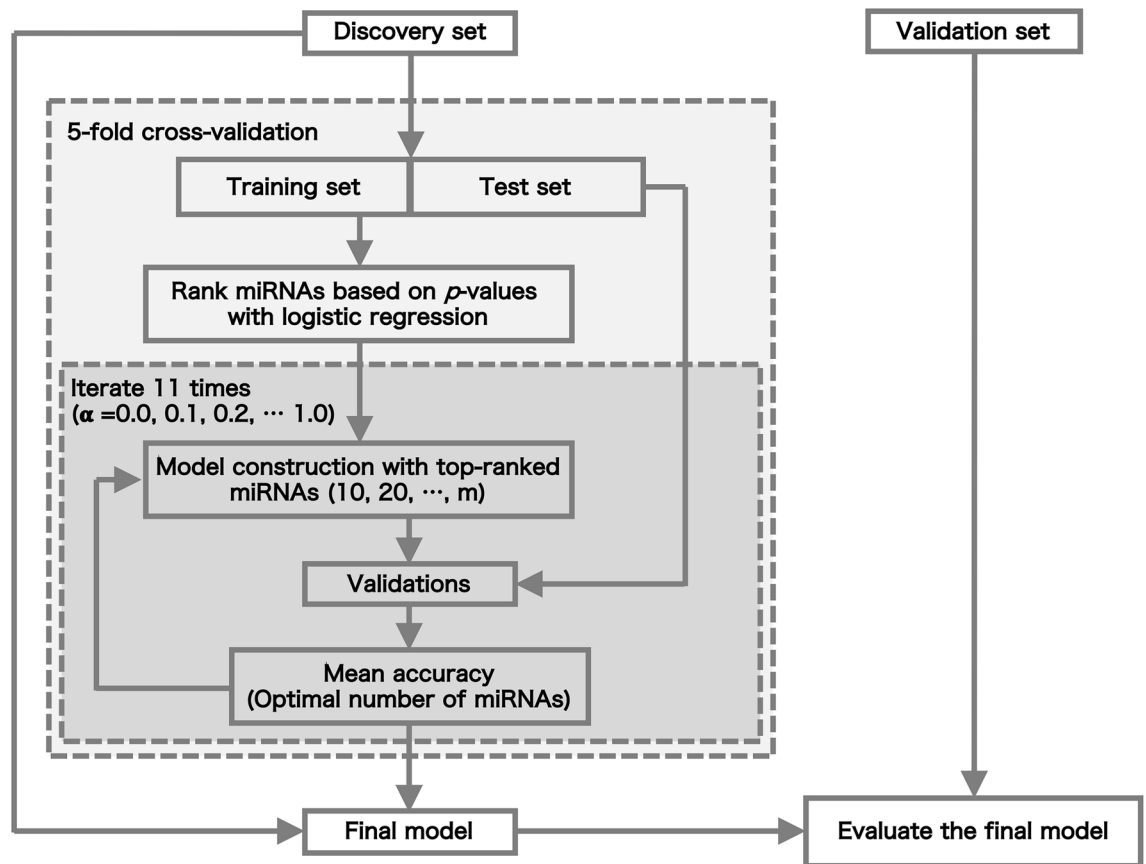 Discovery set
Validation set
5-fold cross-validation
Training set
Test set
Rank miRNAs based on p-values
with logistic regression
Iterate 11 times
(α =0.0, 0.1, 0.2, ⋯ 1.0)
Model construction with top-ranked
miRNAs (10, 20, ⋯, m)
Validations
Mean accuracy
(Optimal number of miRNAs)
Final model
Evaluate the final model